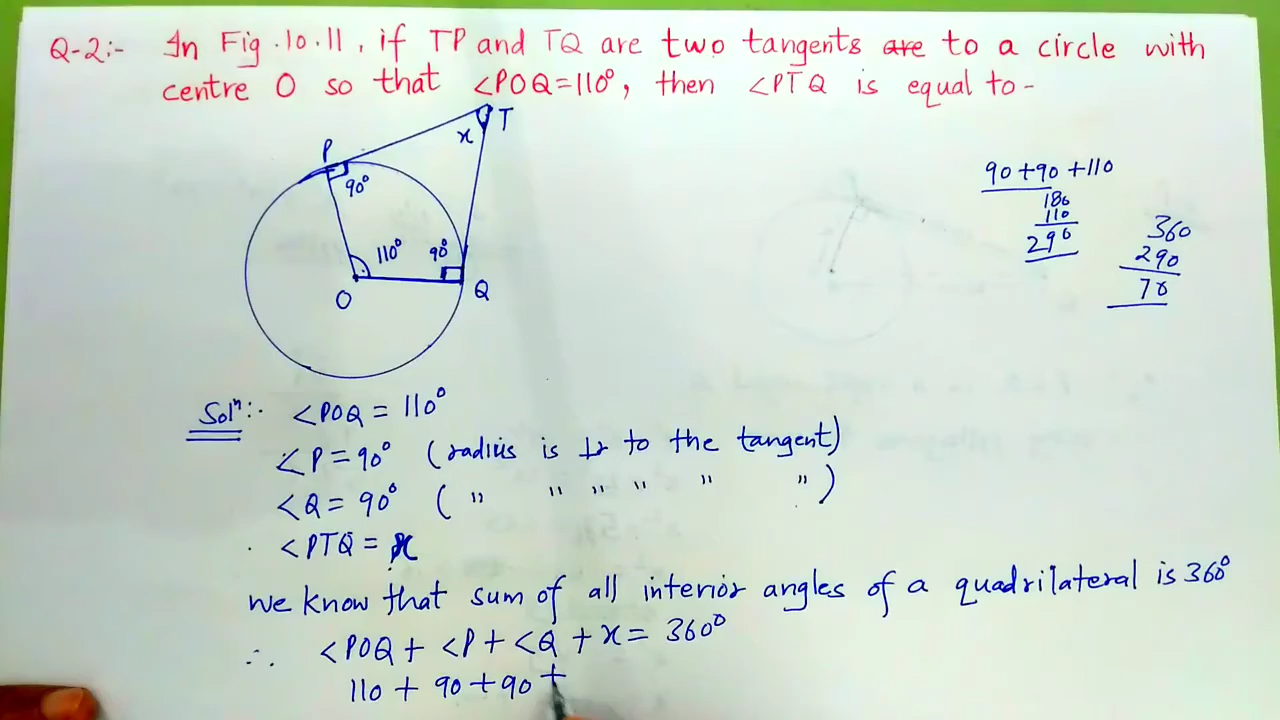 Q-2:- In Fig.10.11, if TP and TQ are two tangents are to a circle with
centre O so that <POQ=110°, then <PTQ is equal to -
T
x
P
90°
110°
90°
O
Q
90+90+110
180
110
290
360
290
70
Solⁿ:- <POQ = 110°
<P = 90° (radius is ⊥r to the tangent)
<Q = 90° ( " " " " " " )
<PTQ = x
We know that sum of all interior angles of a quadrilateral is 360°
∴ <POQ + <P + <Q + x = 360°
110 + 90 + 90 +